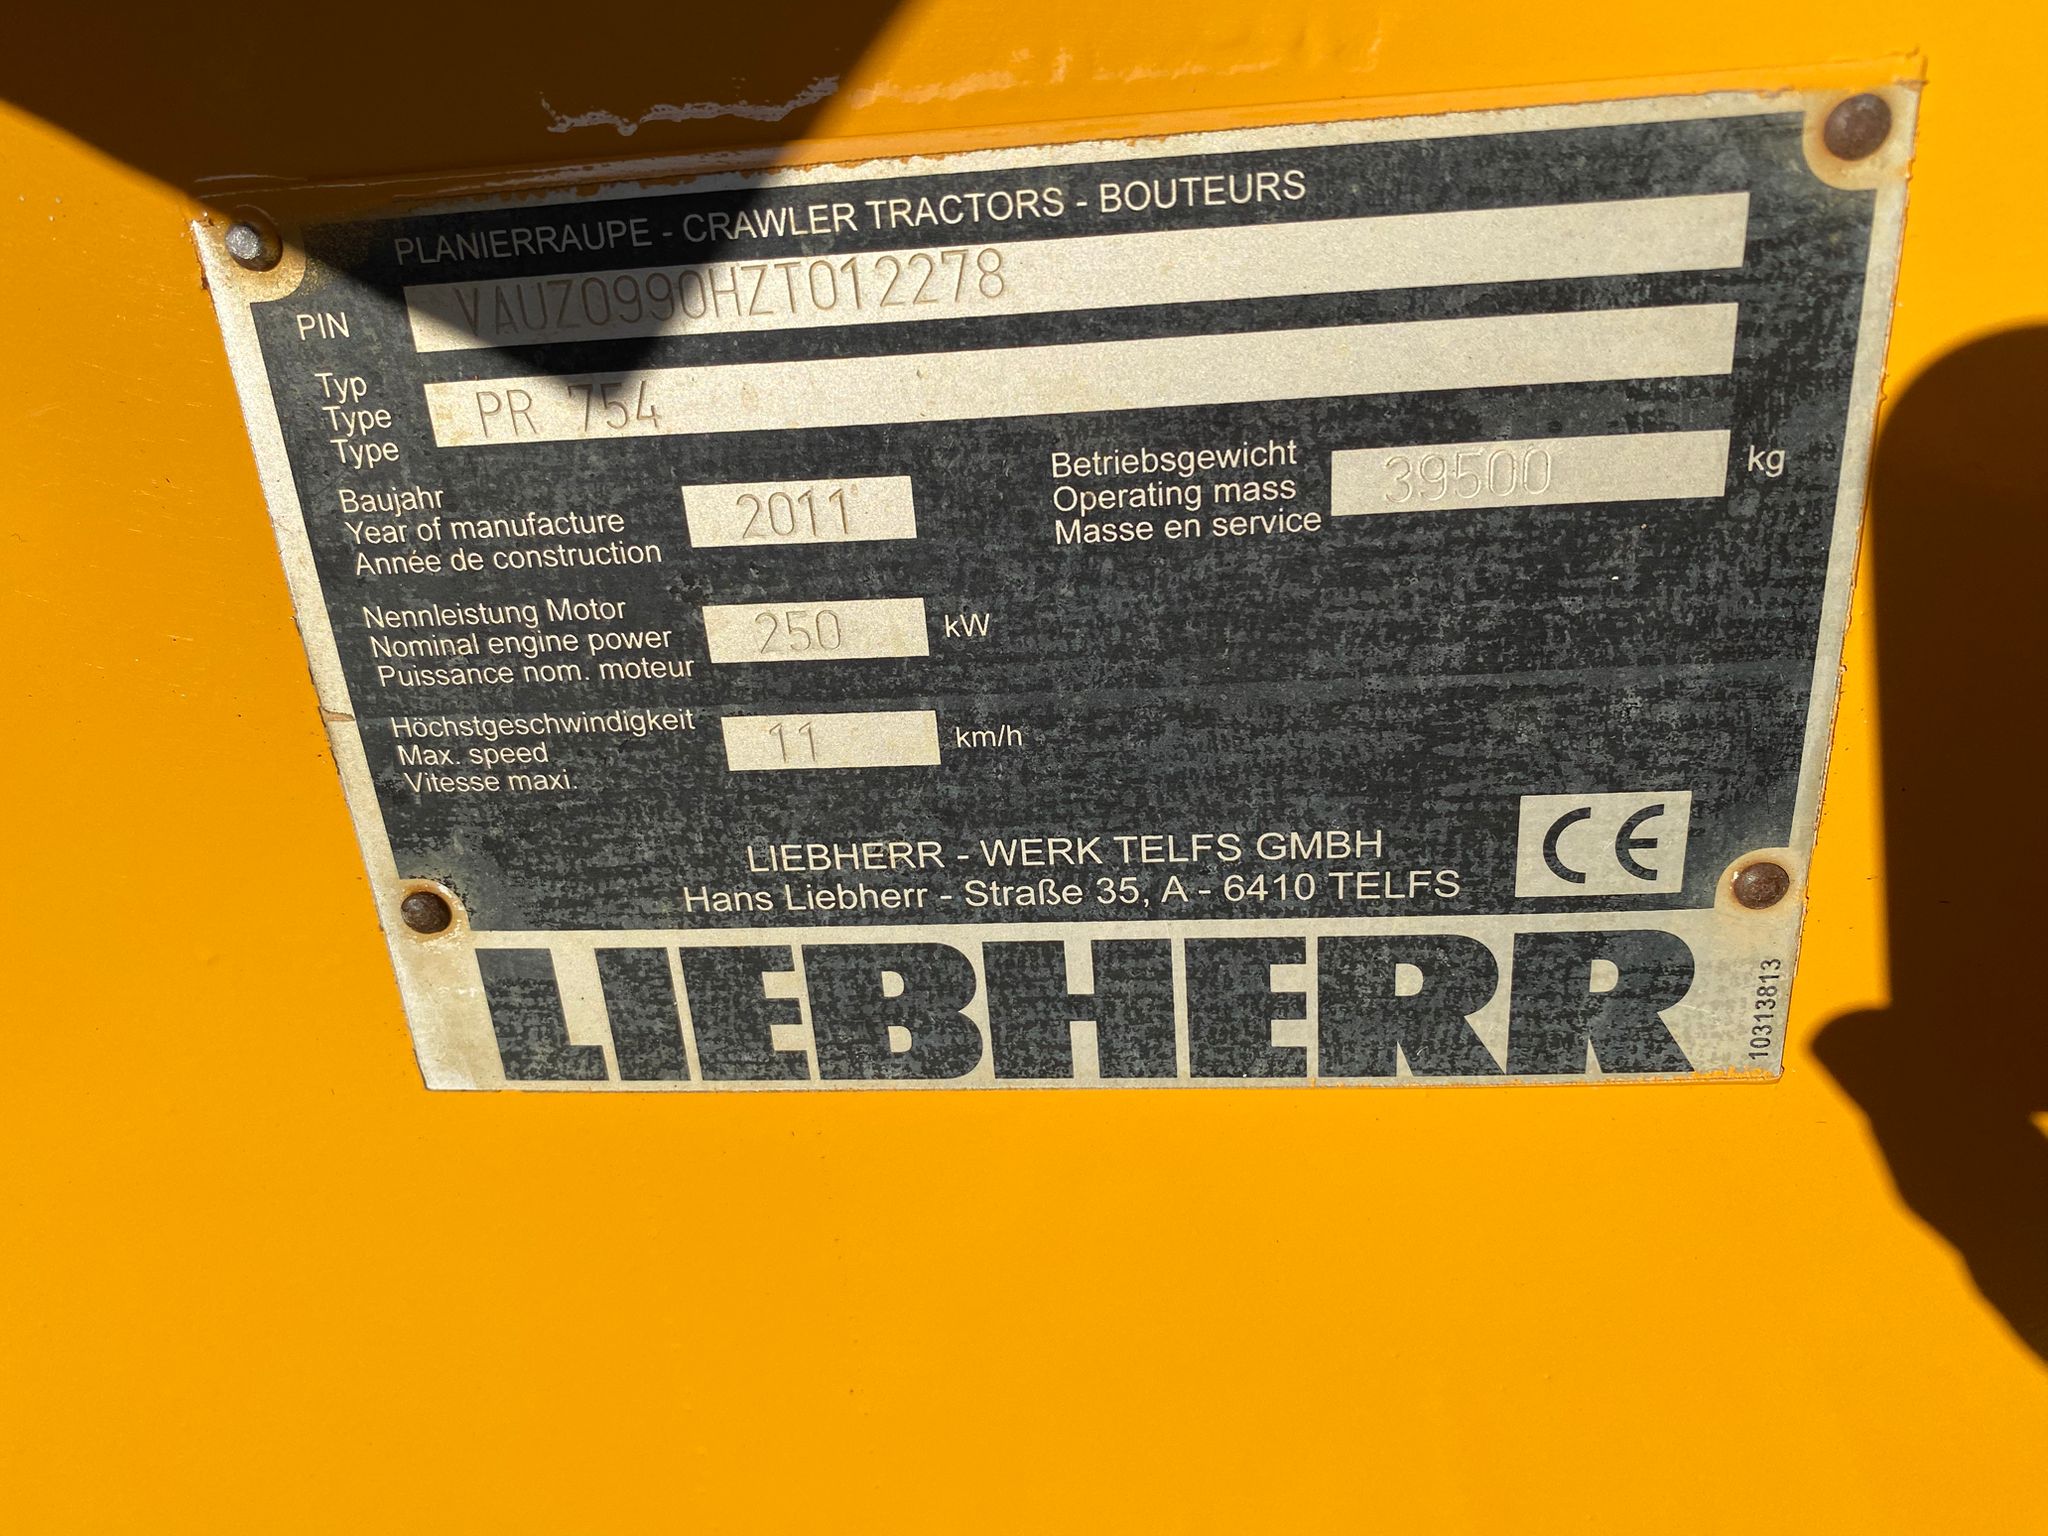 PLANIERRAUPE - CRAWLER TRACTORS - BOUTEURS
PIN VAUZ0990HZT012278
Typ
Type
Type
PR 754
Baujahr
Year of manufacture
Année de construction
2011
Betriebsgewicht
Operating mass
Masse en service
39500 kg
Nennleistung Motor
Nominal engine power
Puissance nom. moteur
250 kW
Höchstgeschwindigkeit
Max. speed
Vitesse maxi.
11 km/h
LIEBHERR - WERK TELFS GMBH
Hans Liebherr - Straße 35, A - 6410 TELFS
CE
LIEBHERR
10313813